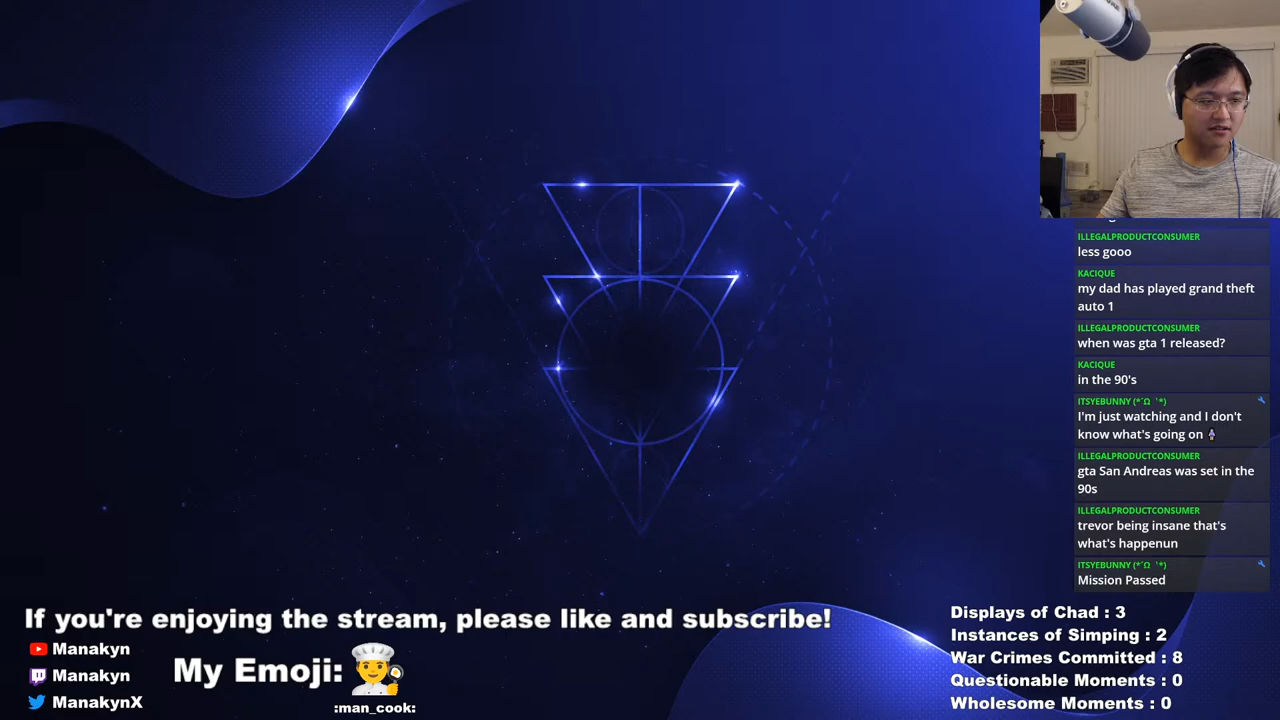 ILLEGALPRODUCTCONSUMER
less gooo
KACIQUE
my dad has played grand theft
auto 1
ILLEGALPRODUCTCONSUMER
when was gta 1 released?
KACIQUE
in the 90's
ITSYEBUNNY (*´Ω｀*)
I'm just watching and I don't
know what's going on
ILLEGALPRODUCTCONSUMER
gta San Andreas was set in the
90s
ILLEGALPRODUCTCONSUMER
trevor being insane that's
what's happenun
ITSYEBUNNY (*´Ω｀*)
Mission Passed
If you're enjoying the stream, please like and subscribe!
Manakyn
Manakyn
ManakynX
My Emoji:
:man_cook:
Displays of Chad : 3
Instances of Simping : 2
War Crimes Committed : 8
Questionable Moments : 0
Wholesome Moments : 0